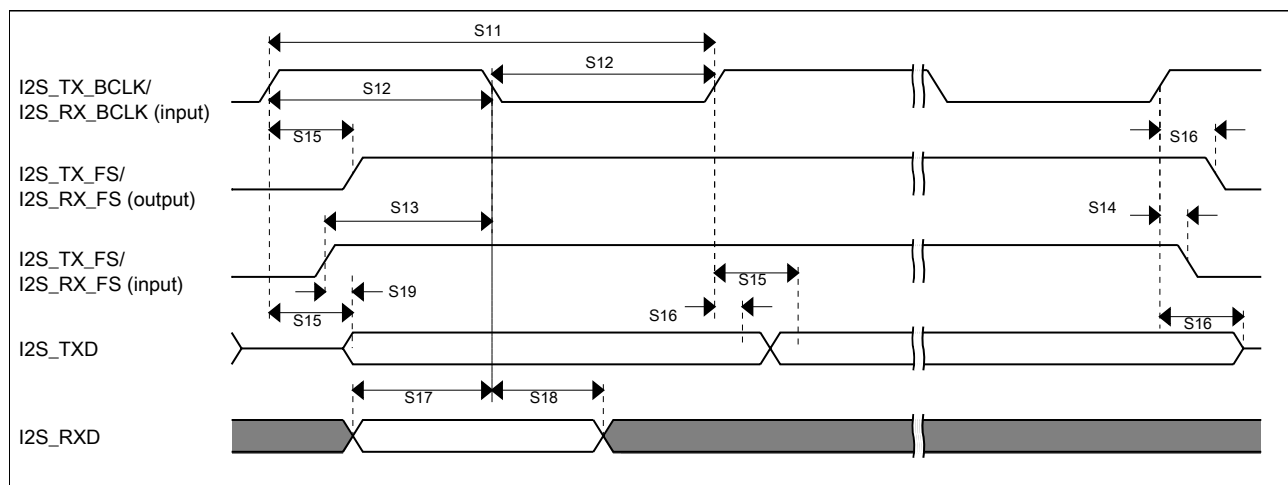 S11
S12
I2S_TX_BCLK/
I2S_RX_BCLK (input)
S12
S15
S16
I2S_TX_FS/
I2S_RX_FS (output)
S13
S14
I2S_TX_FS/
I2S_RX_FS (input)
S15
S19
S15
S16
S16
I2S_TXD
S17
S18
I2S_RXD